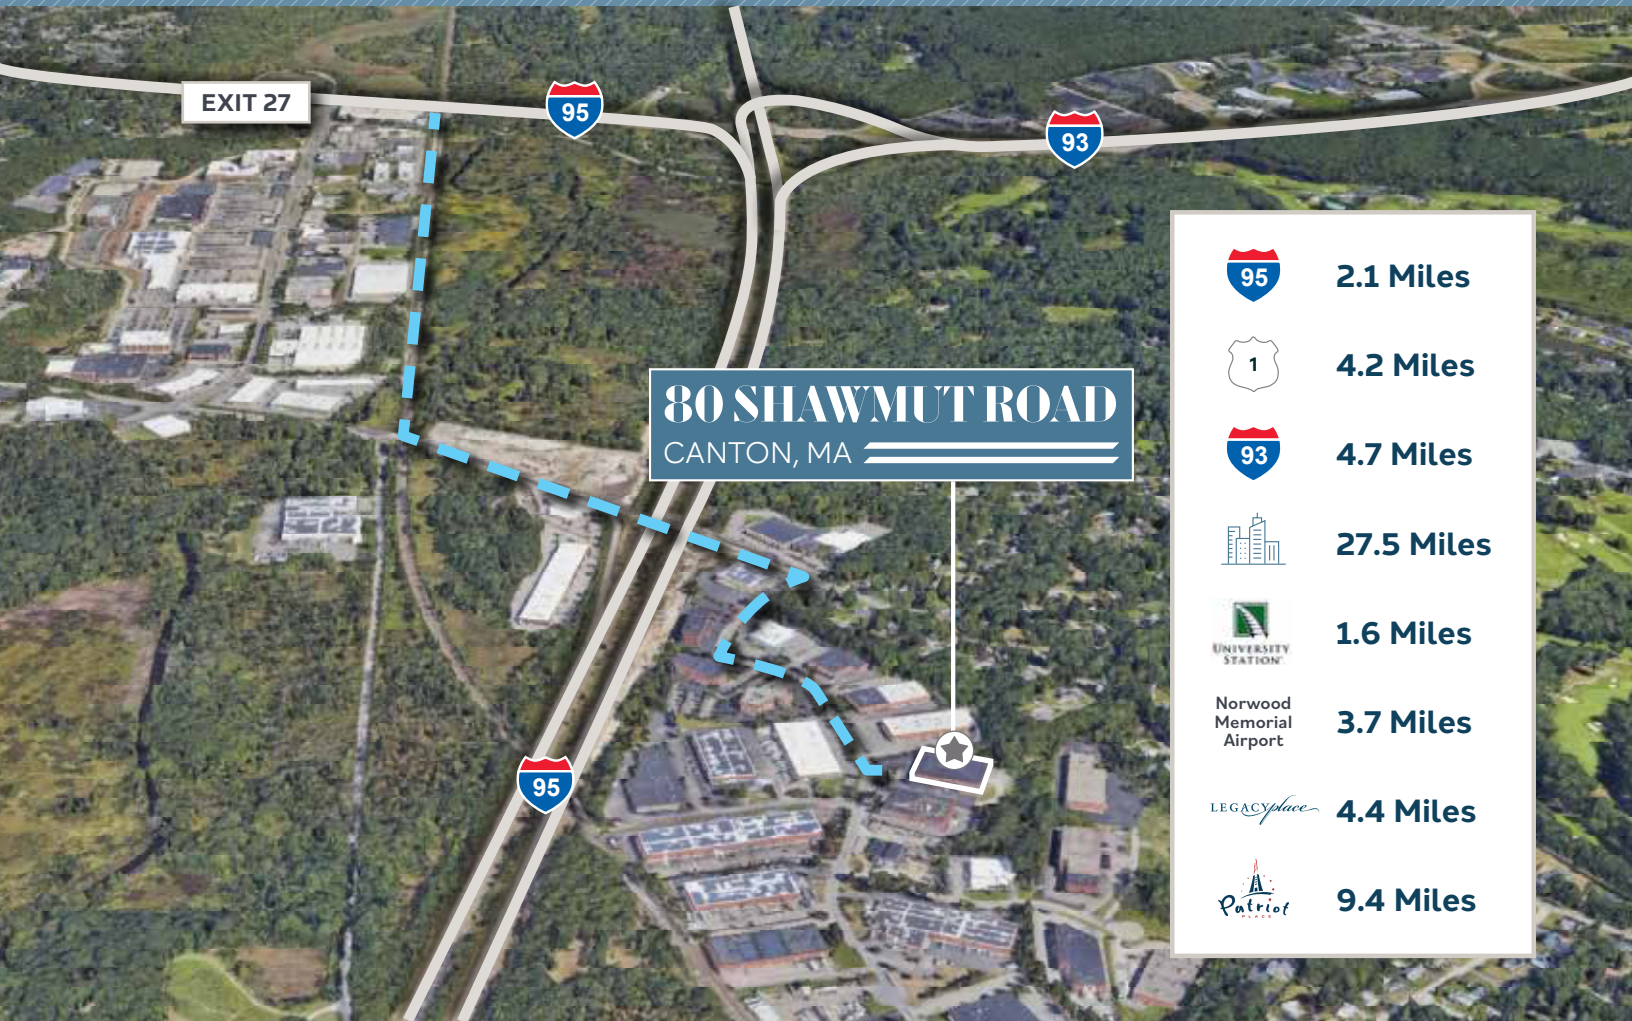 EXIT 27
95
93
80 SHAWMUT ROAD
CANTON, MA
95
95
2.1 Miles
1
4.2 Miles
93
4.7 Miles
27.5 Miles
UNIVERSITY
STATION
1.6 Miles
Norwood
Memorial
Airport
3.7 Miles
LEGACYplace
4.4 Miles
Patriot
PLACE
9.4 Miles